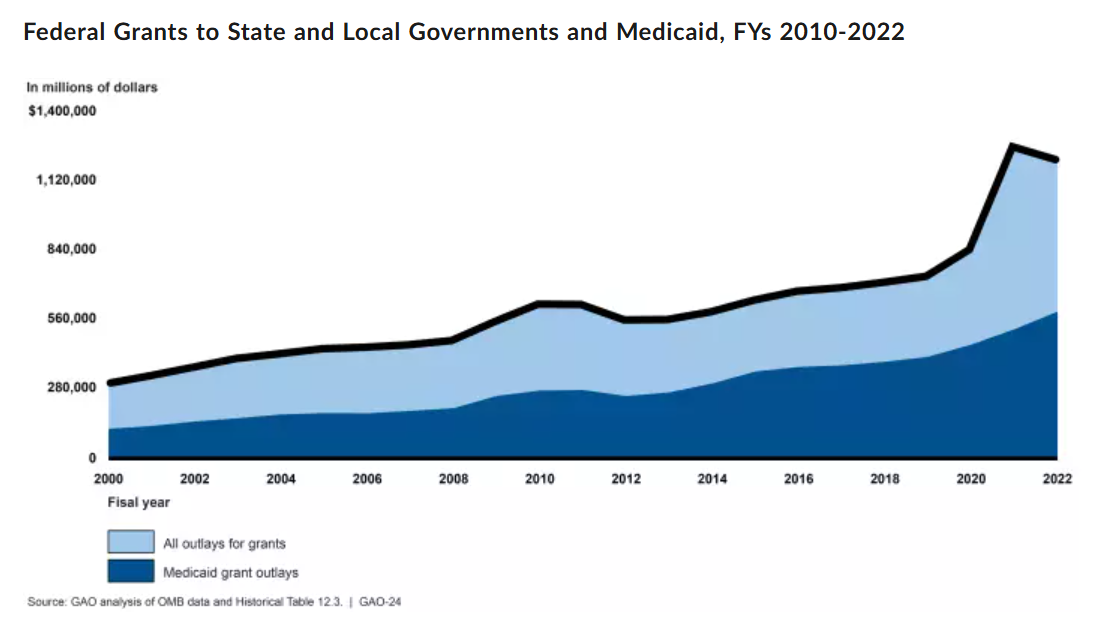 Federal Grants to State and Local Governments and Medicaid, FYs 2010-2022
In millions of dollars
$1,400,000
1,120,000
840,000
560,000
280,000
0
2000 2002 2004 2006 2008 2010 2012 2014 2016 2018 2020 2022
Fisal year
All outlays for grants
Medicaid grant outlays
Source: GAO analysis of OMB data and Historical Table 12.3. | GAO-24